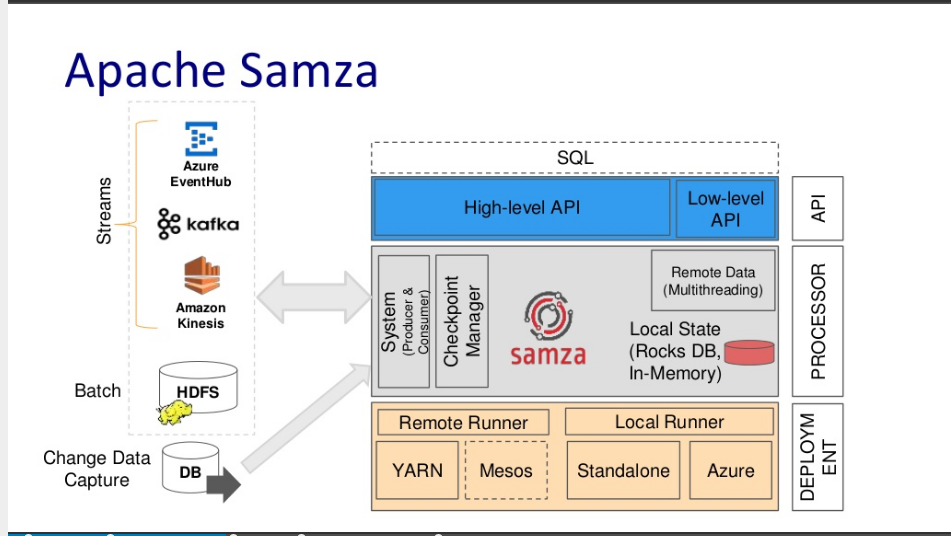 Apache Samza
Streams
Azure
EventHub
kafka
Amazon
Kinesis
Batch
HDFS
Change Data
Capture
DB
SQL
High-level API
Low-level
API
API
System
(Producer &
Consumer)
Checkpoint
Manager
samza
Remote Data
(Multithreading)
Local State
(Rocks DB,
In-Memory)
PROCESSOR
Remote Runner
Local Runner
YARN
Mesos
Standalone
Azure
DEPLOYM
ENT